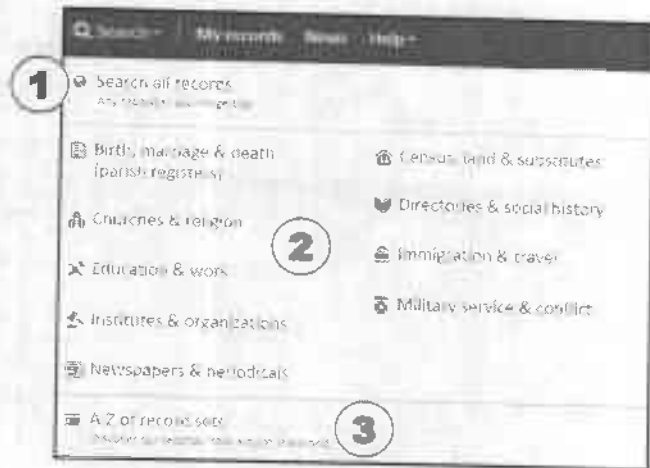 Search
My records News Help
1
Search all records
Birth, marriage & death
(parish registers)
Churches & religion
Education & work
Institutes & organizations
Newspapers & periodicals
Census, land & substitutes
Directories & social history
Immigration & travel
Military service & conflict
2
A-Z of record sets
3